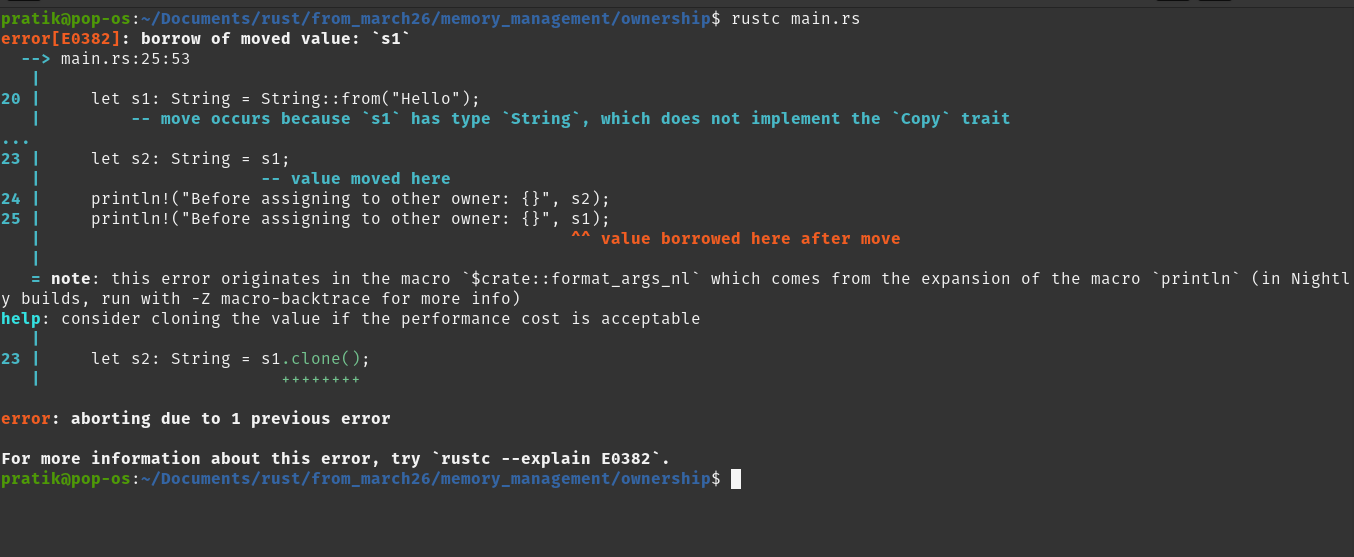 pratik@pop-os:~/Documents/rust/from_march26/memory_management/ownership$ rustc main.rs
error[E0382]: borrow of moved value: `s1`
  --> main.rs:25:53
   |
20 |     let s1: String = String::from("Hello");
   |         -- move occurs because `s1` has type `String`, which does not implement the `Copy` trait
...
23 |     let s2: String = s1;
   |                      -- value moved here
24 |     println!("Before assigning to other owner: {}", s2);
25 |     println!("Before assigning to other owner: {}", s1);
   |                                                     ^^ value borrowed here after move
   |
   = note: this error originates in the macro `$crate::format_args_nl` which comes from the expansion of the macro `println` (in Nightl
y builds, run with -Z macro-backtrace for more info)
help: consider cloning the value if the performance cost is acceptable
   |
23 |     let s2: String = s1.clone();
   |                        ++++++++

error: aborting due to 1 previous error

For more information about this error, try `rustc --explain E0382`.
pratik@pop-os:~/Documents/rust/from_march26/memory_management/ownership$